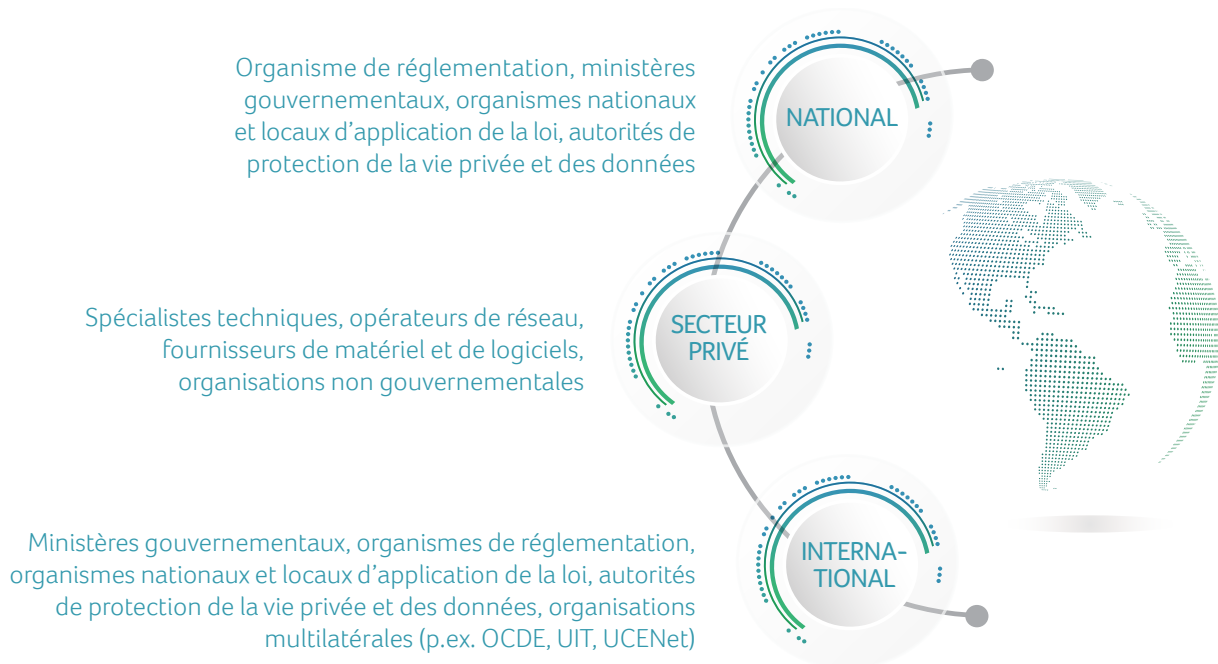 Organisme de réglementation, ministères
gouvernementaux, organismes nationaux
et locaux d’application de la loi, autorités de
protection de la vie privée et des données
NATIONAL
Spécialistes techniques, opérateurs de réseau,
fournisseurs de matériel et de logiciels,
organisations non gouvernementales
SECTEUR
PRIVÉ
Ministères gouvernementaux, organismes de réglementation,
organismes nationaux et locaux d’application de la loi, autorités
de protection de la vie privée et des données, organisations
multilatérales (p.ex. OCDE, UIT, UCENet)
INTERNA-
TIONAL